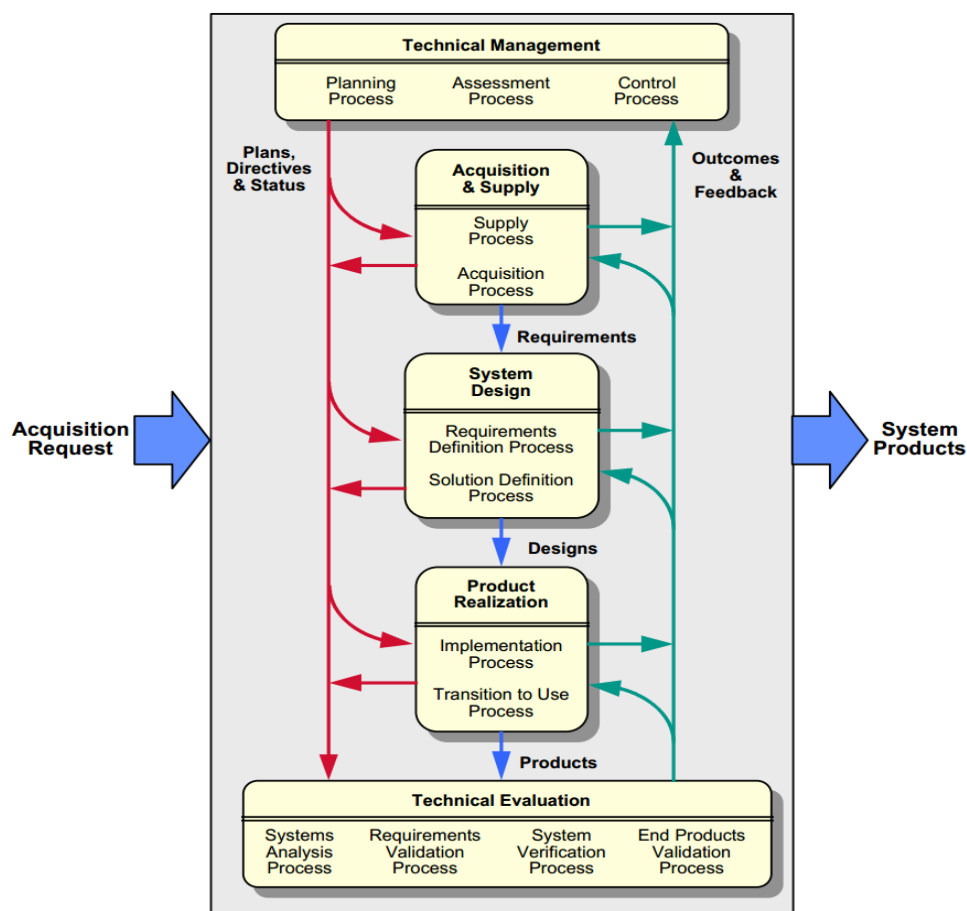 Technical Management
Planning
Process
Assessment
Process
Control
Process
Plans,
Directives
& Status
Outcomes
&
Feedback
Acquisition
& Supply
Supply
Process
Acquisition
Process
Requirements
System
Design
Requirements
Definition Process
Solution Definition
Process
Acquisition
Request
System
Products
Designs
Product
Realization
Implementation
Process
Transition to Use
Process
Products
Technical Evaluation
Systems
Analysis
Process
Requirements
Validation
Process
System
Verification
Process
End Products
Validation
Process